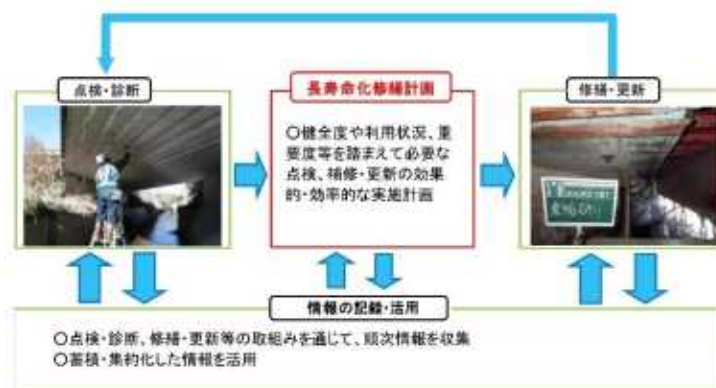 点検・診断
長寿命化修繕計画
修繕・更新
○健全度や利用状況、重
要度等を踏まえて必要な
点検、補修・更新の効果
的・効率的な実施計画
情報の記録・活用
○点検・診断、修繕・更新等の取組みを通じて、順次情報を収集
○蓄積・集約化した情報を活用